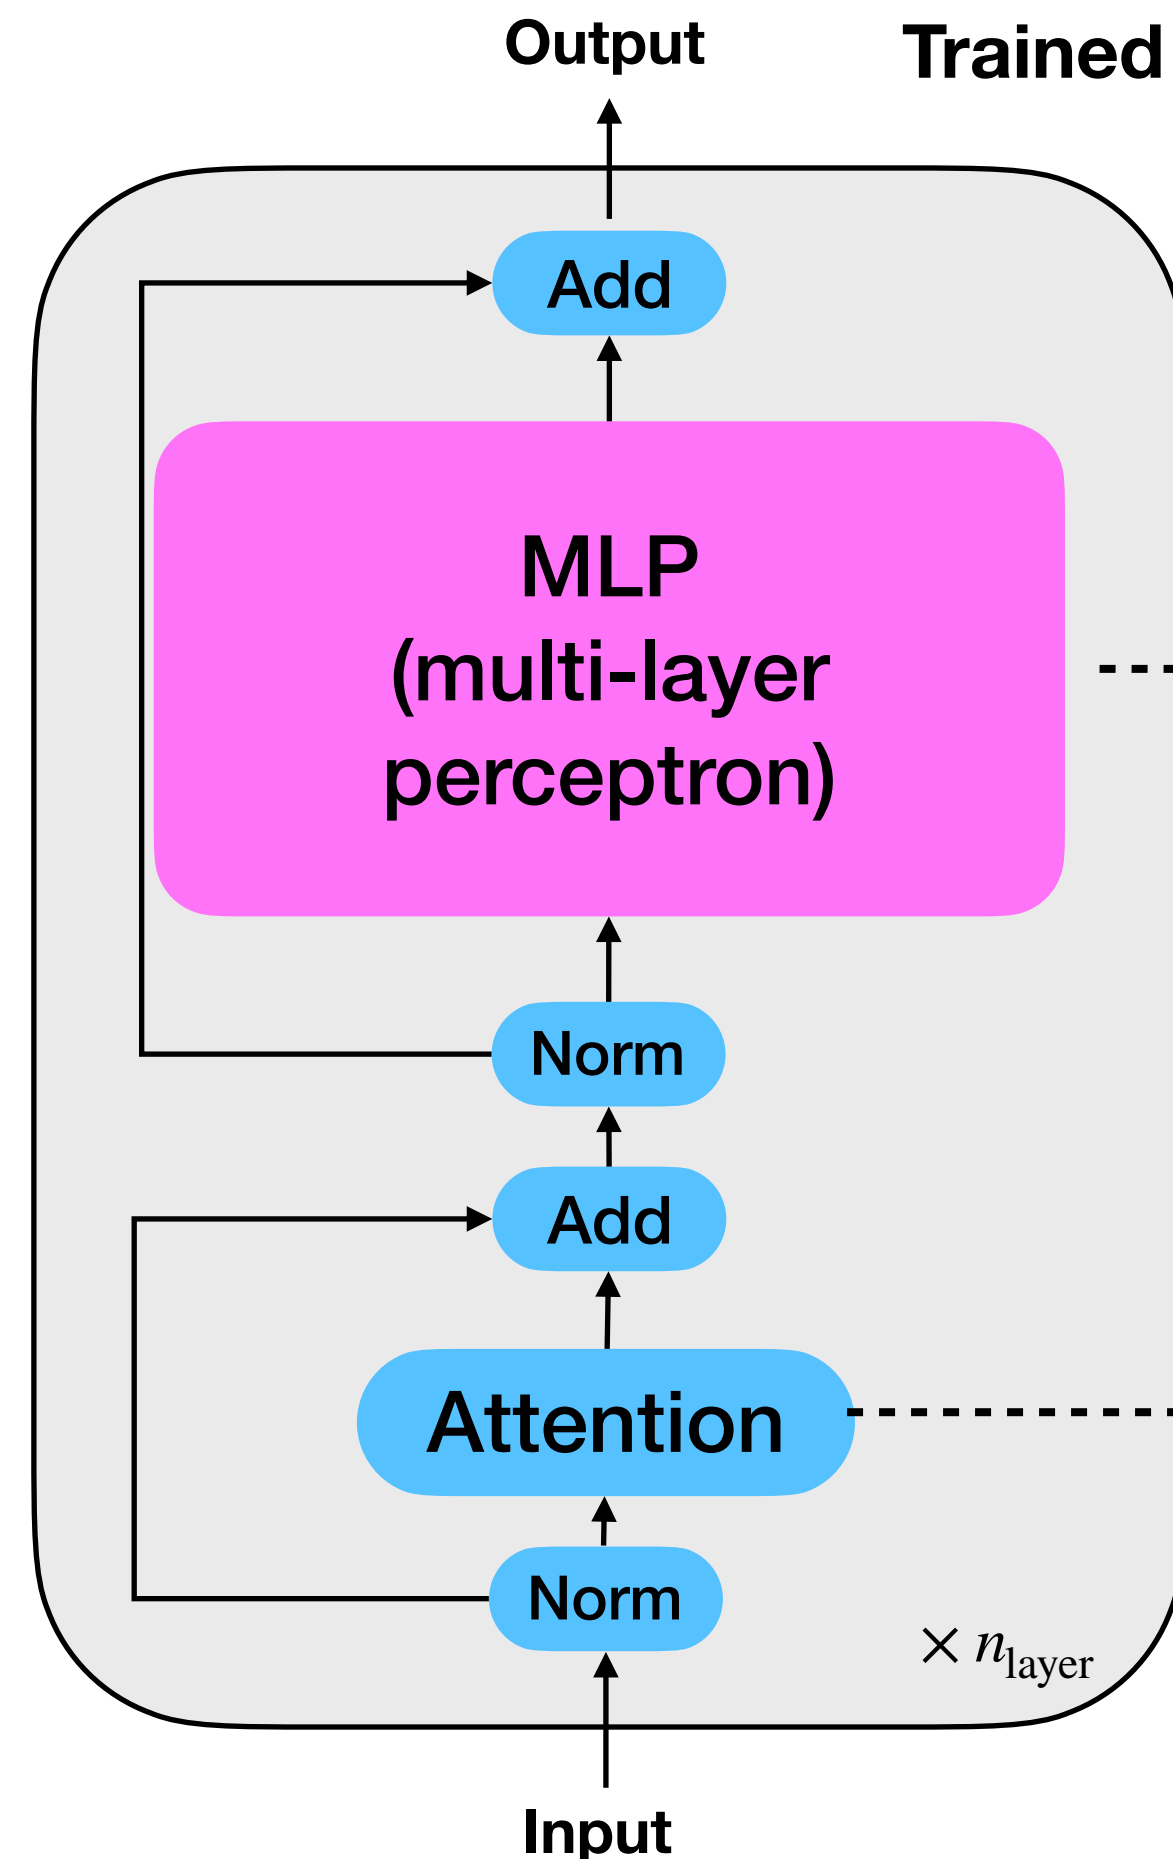 Output
Trained
Add
MLP
(multi-layer
perceptron)
Norm
Add
Attention
Norm
× n_layer
Input